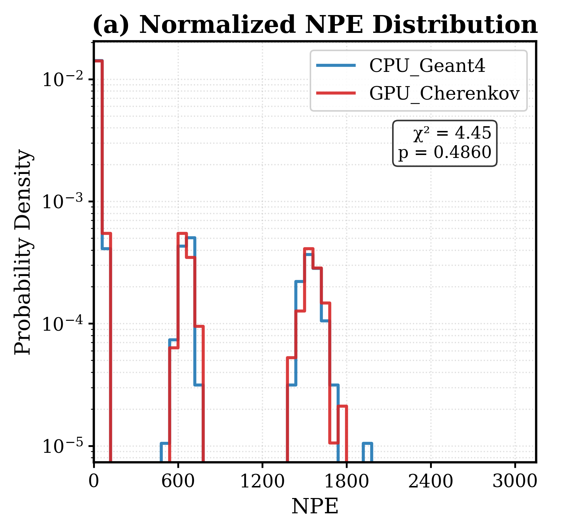 (a) Normalized NPE Distribution
CPU_Geant4
GPU_Cherenkov
χ² = 4.45
p = 0.4860
Probability Density
10⁻²
10⁻³
10⁻⁴
10⁻⁵
0 600 1200 1800 2400 3000
NPE